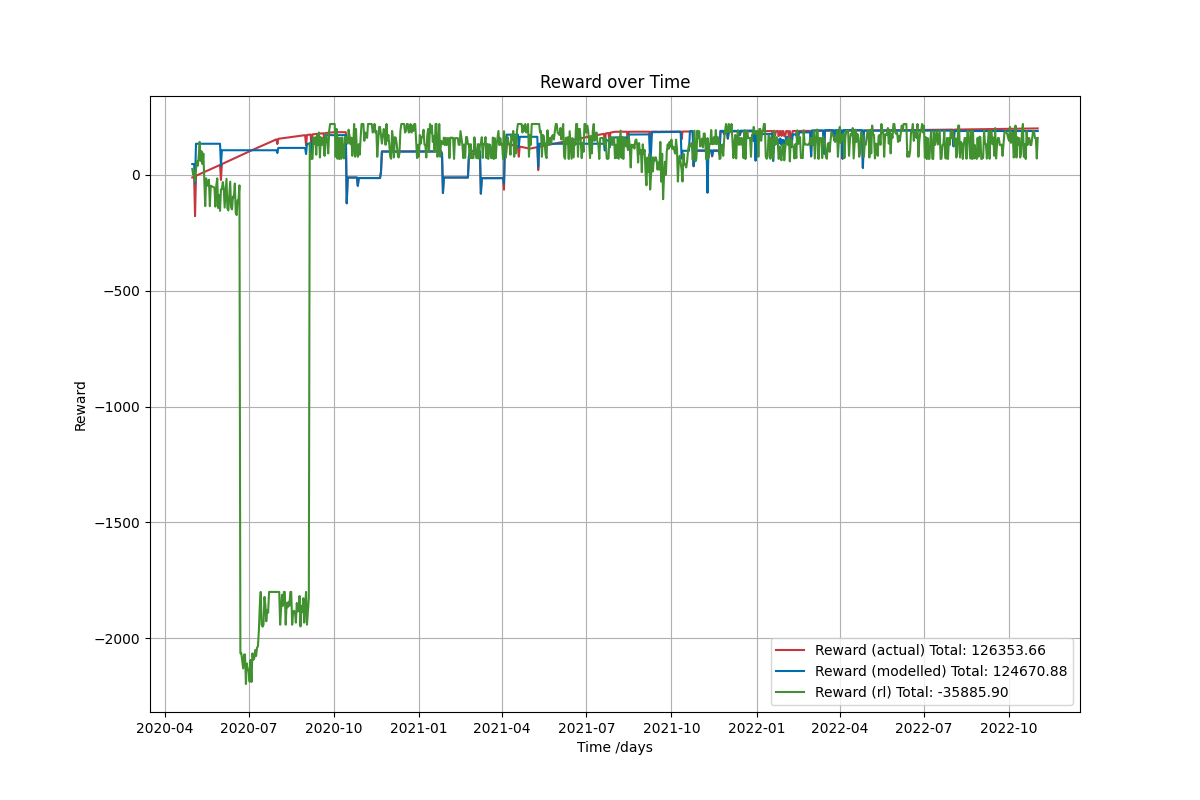 Reward over Time
Reward
0
−500
−1000
−1500
−2000
Reward (actual) Total: 126353.66
Reward (modelled) Total: 124670.88
Reward (rl) Total: -35885.90
2020-04 2020-07 2020-10 2021-01 2021-04 2021-07 2021-10 2022-01 2022-04 2022-07 2022-10
Time /days